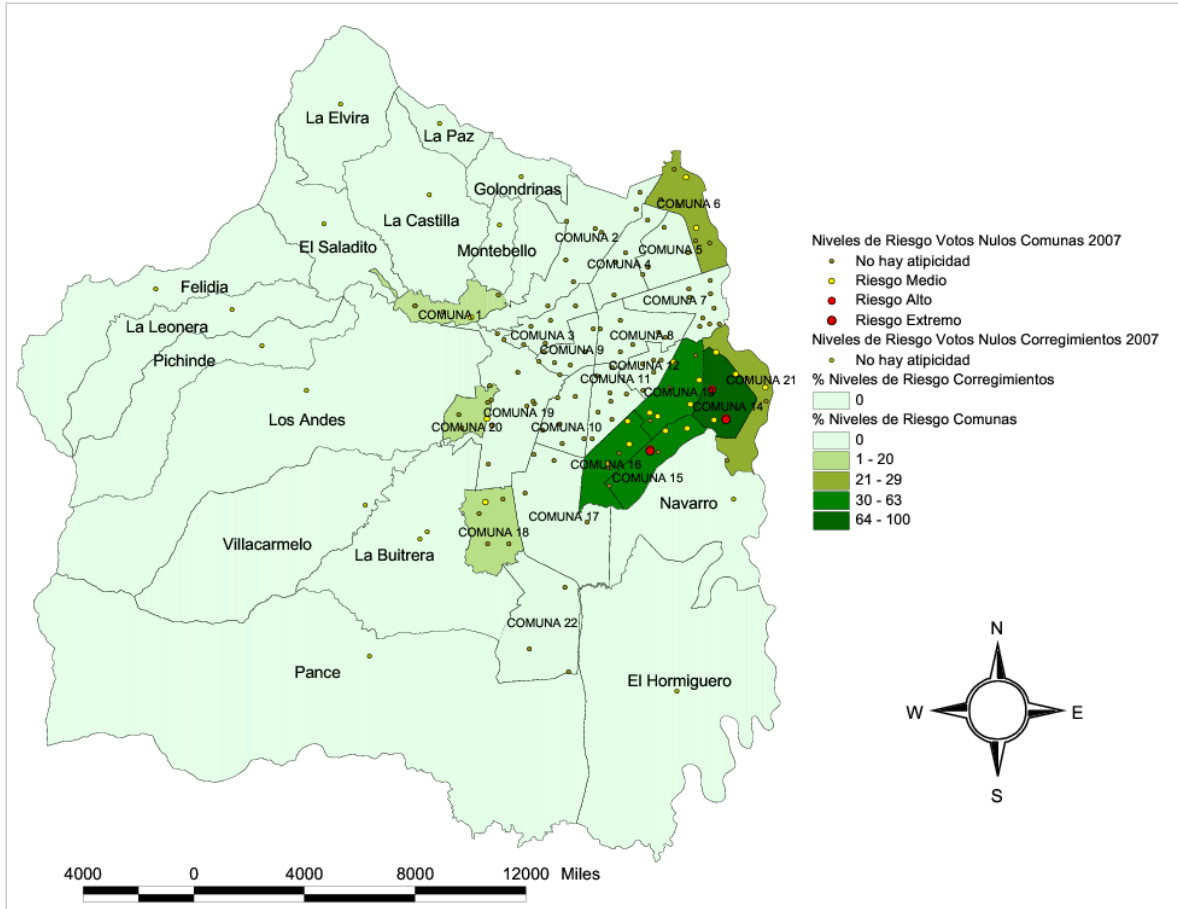 La Elvira
La Paz
Golondrinas
La Castilla
COMUNA 6
COMUNA 2
El Saladito
Montebello
COMUNA 5
COMUNA 4
Felidia
COMUNA 7
La Leonera
COMUNA 1
COMUNA 3
COMUNA 8
Pichinde
COMUNA 9
COMUNA 12
COMUNA 11
COMUNA 21
COMUNA 13
Los Andes
COMUNA 14
COMUNA 19
COMUNA 20
COMUNA 10
COMUNA 16
COMUNA 15
Navarro
COMUNA 17
COMUNA 18
Villacarmelo
La Buitrera
COMUNA 22
Pance
El Hormiguero
Niveles de Riesgo Votos Nulos Comunas 2007
No hay atipicidad
Riesgo Medio
Riesgo Alto
Riesgo Extremo
Niveles de Riesgo Votos Nulos Corregimientos 2007
No hay atipicidad
% Niveles de Riesgo Corregimientos
0
% Niveles de Riesgo Comunas
0
1 - 20
21 - 29
30 - 63
64 - 100
N
W
E
S
4000 0 4000 8000 12000 Miles